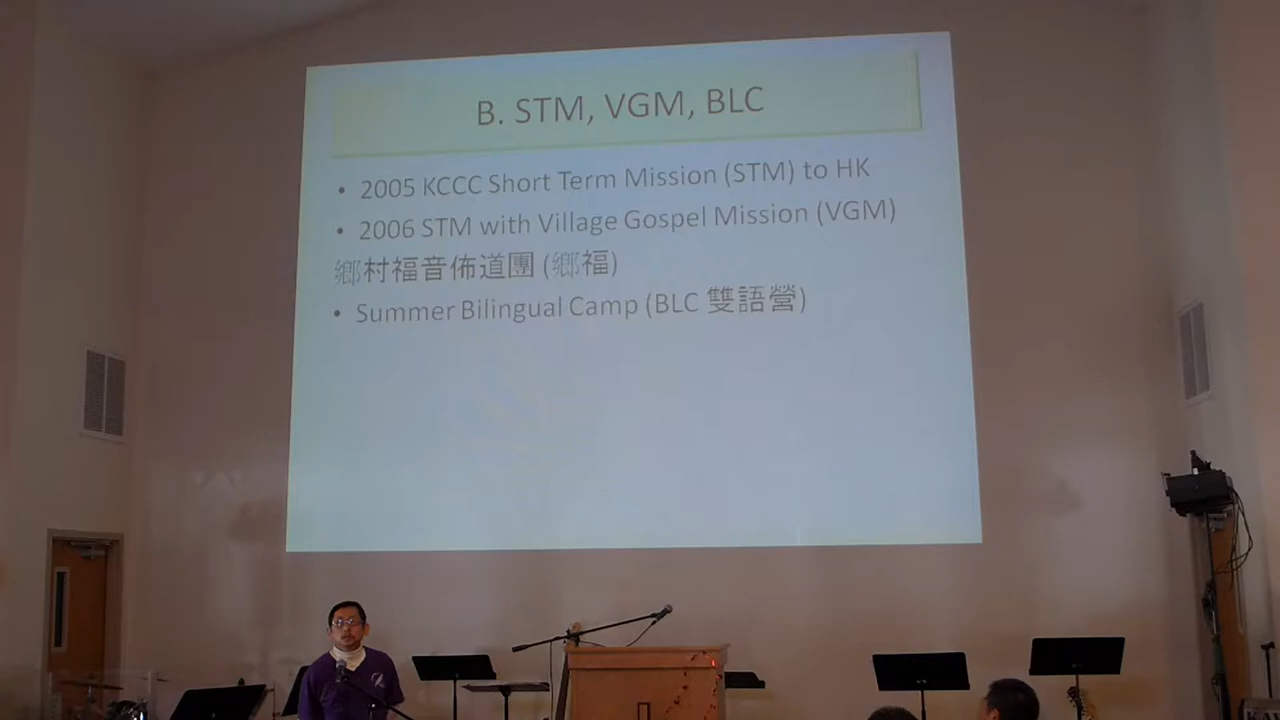 B. STM, VGM, BLC
• 2005 KCCC Short Term Mission (STM) to HK
• 2006 STM with Village Gospel Mission (VGM)
鄉村福音佈道團 (鄉福)
• Summer Bilingual Camp (BLC 雙語營)